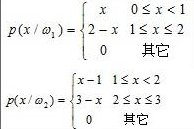 p(x/ω₁) = { x 0 ≤ x < 1
2 − x 1 ≤ x ≤ 2
0 其它
p(x/ω₂) = { x − 1 1 ≤ x < 2
3 − x 2 ≤ x ≤ 3
0 其它